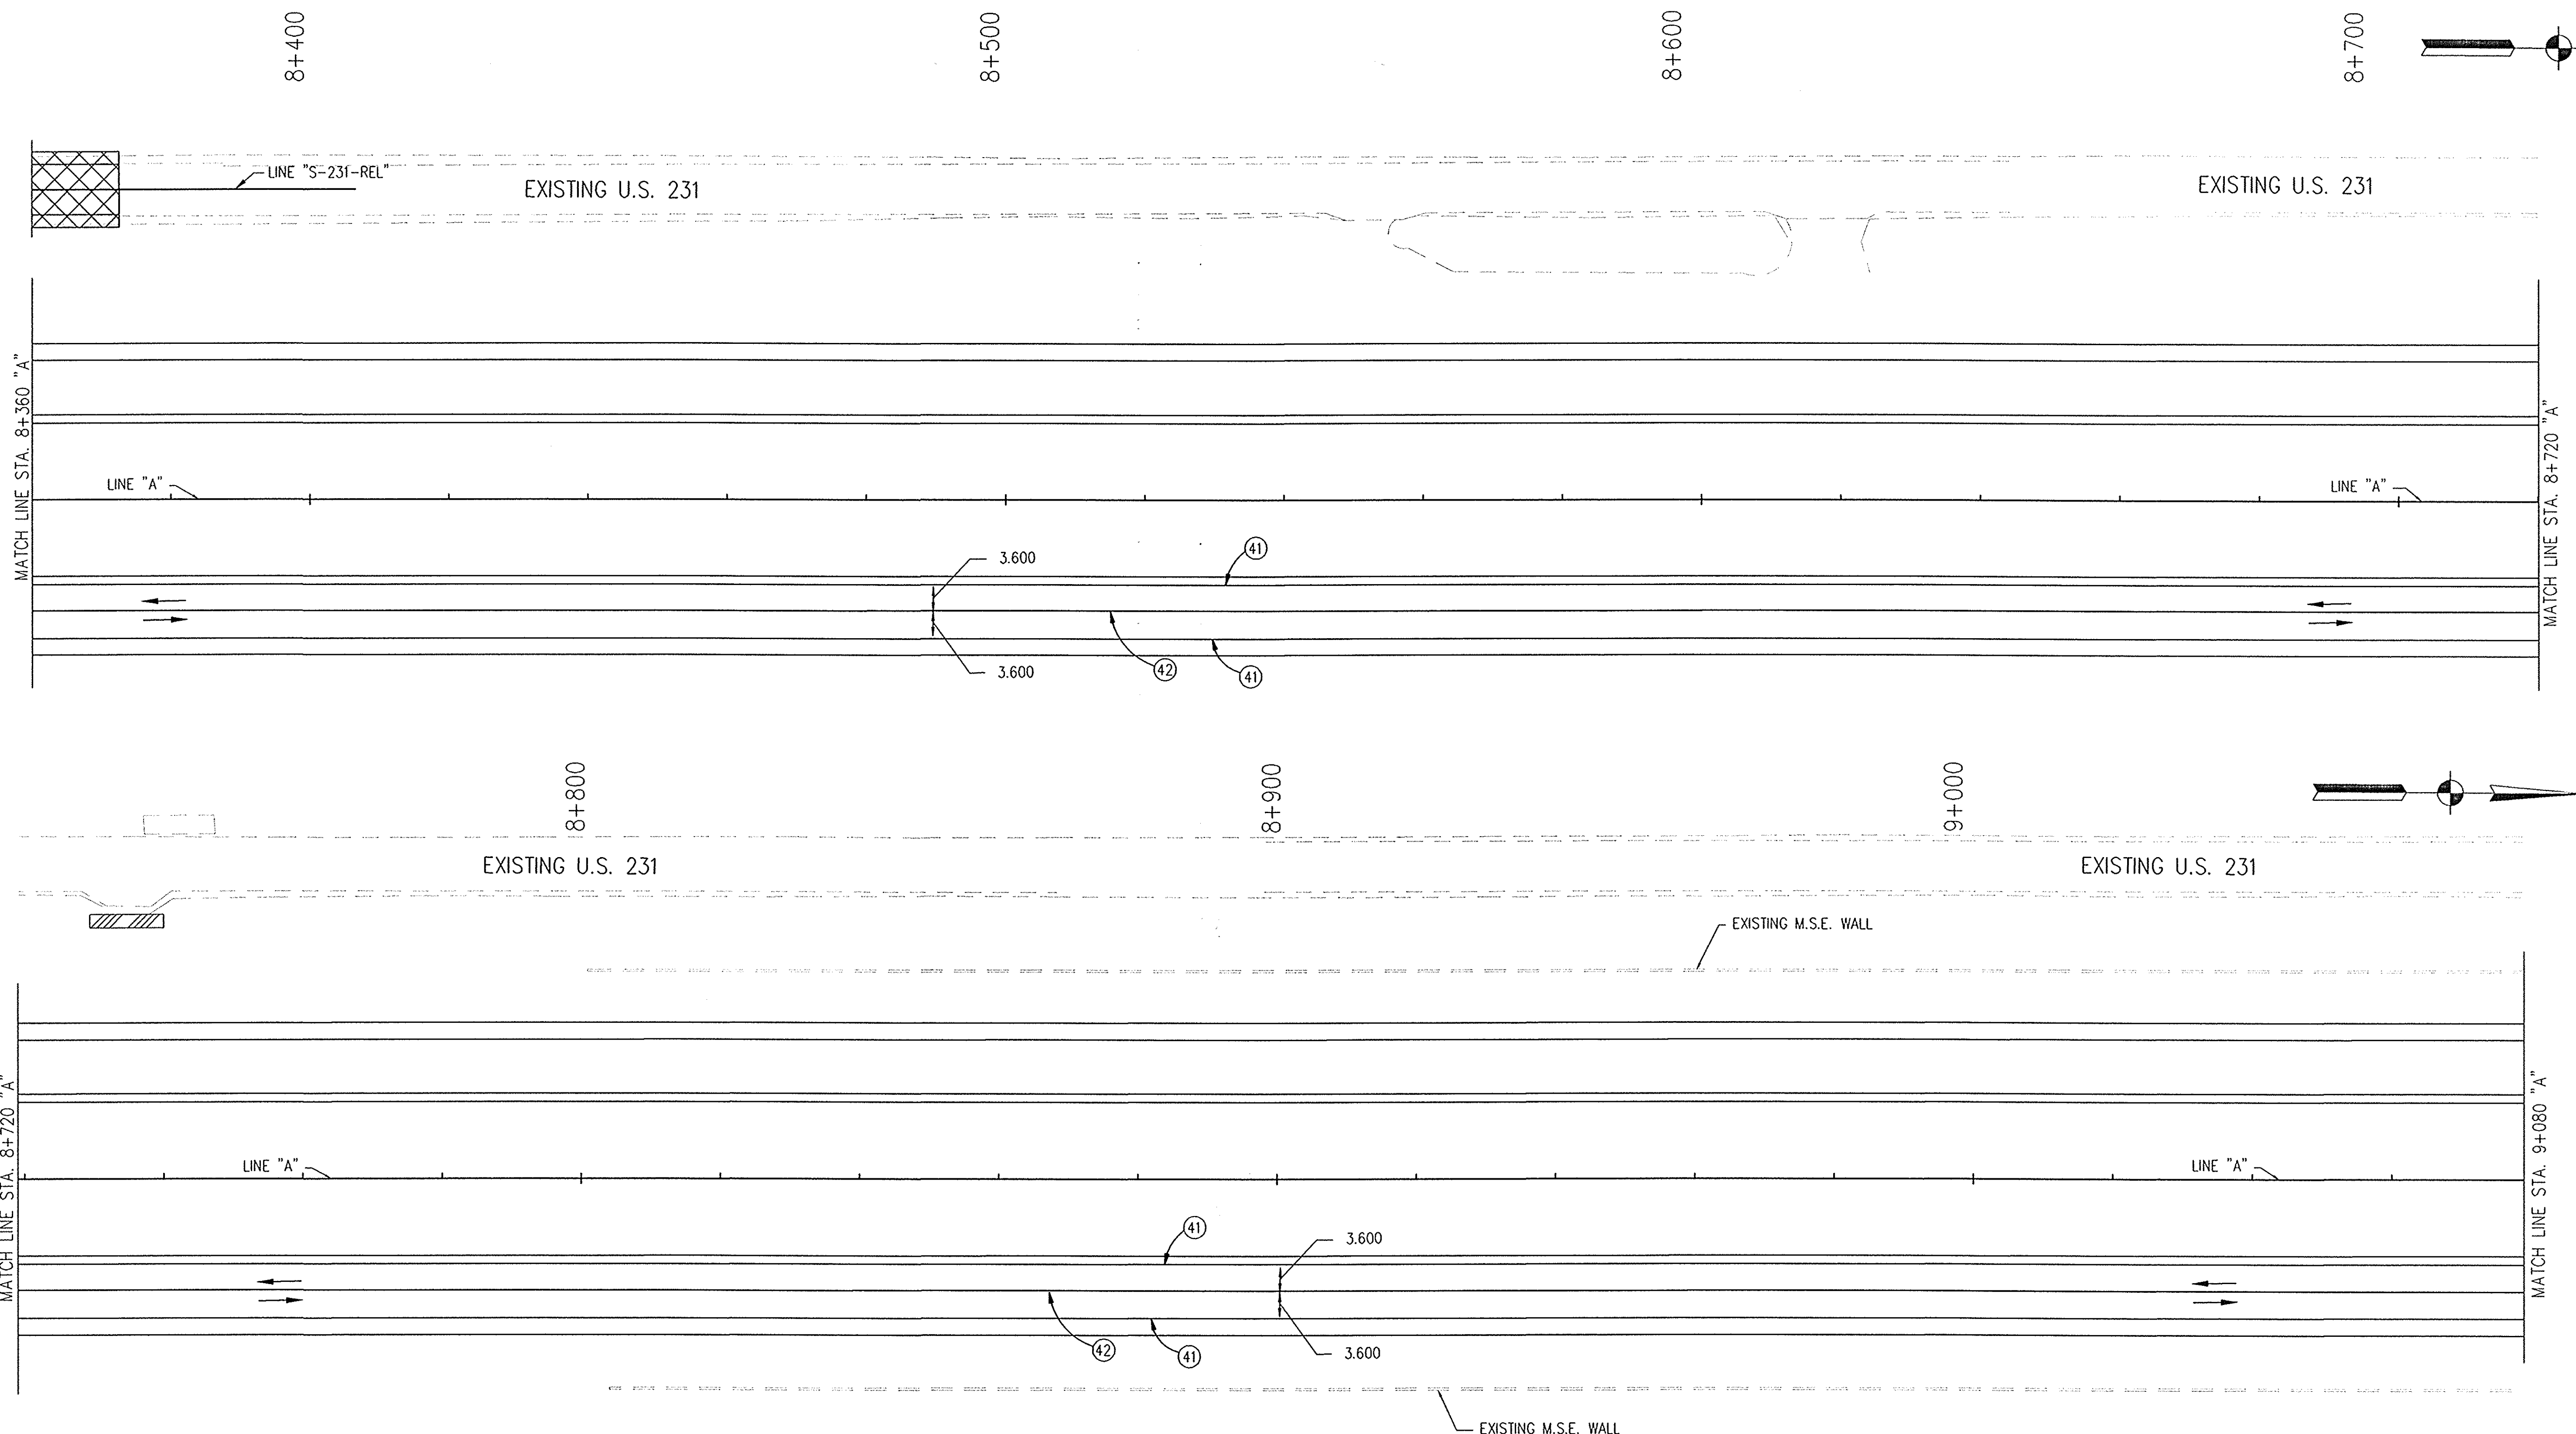 8+400
8+500
8+600
8+700
LINE "S-231-REL"
EXISTING U.S. 231
EXISTING U.S. 231
MATCH LINE STA. 8+360 "A"
MATCH LINE STA. 8+720 "A"
LINE "A"
LINE "A"
3.600
41
3.600
42
41
8+800
8+900
9+000
EXISTING U.S. 231
EXISTING U.S. 231
EXISTING M.S.E. WALL
MATCH LINE STA. 8+720 "A"
MATCH LINE STA. 9+080 "A"
LINE "A"
LINE "A"
41
3.600
42
41
3.600
EXISTING M.S.E. WALL